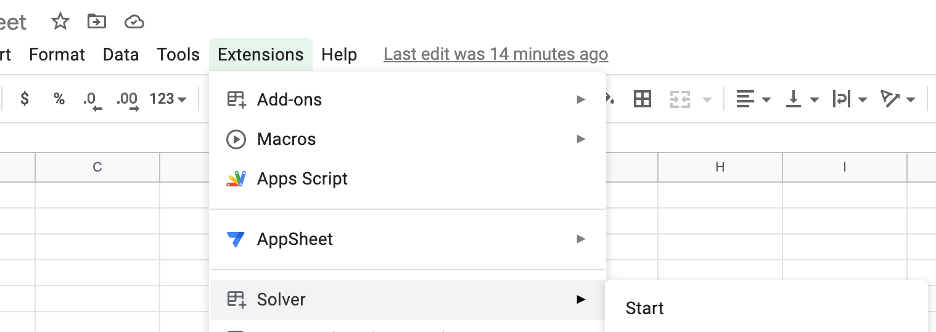 eet
rt Format Data Tools Extensions Help Last edit was 14 minutes ago
$ % .0 .00 123
Add-ons
Macros
C H I
Apps Script
AppSheet
Solver
Start